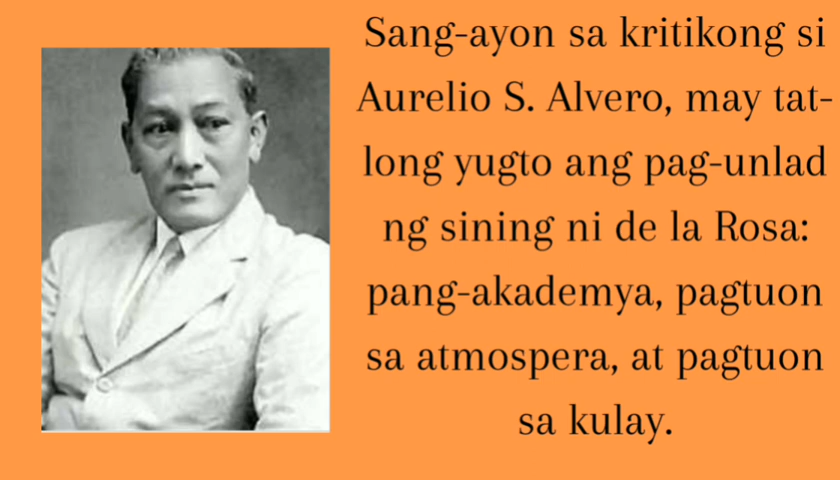 Sang-ayon sa kritikong si
Aurelio S. Alvero, may tat-
long yugto ang pag-unlad
ng sining ni de la Rosa:
pang-akademya, pagtuon
sa atmospera, at pagtuon
sa kulay.